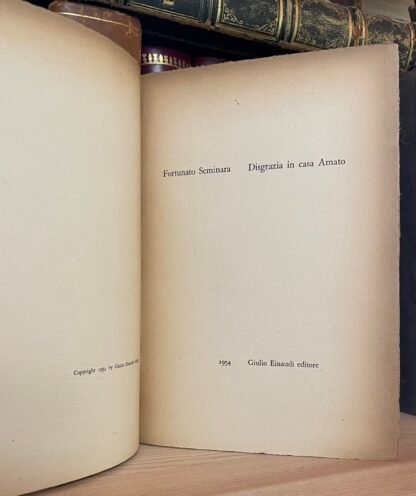 Copyright 1954 by Giulio Einaudi
Fortunato Seminara Disgrazia in casa Amato
1954 Giulio Einaudi editore